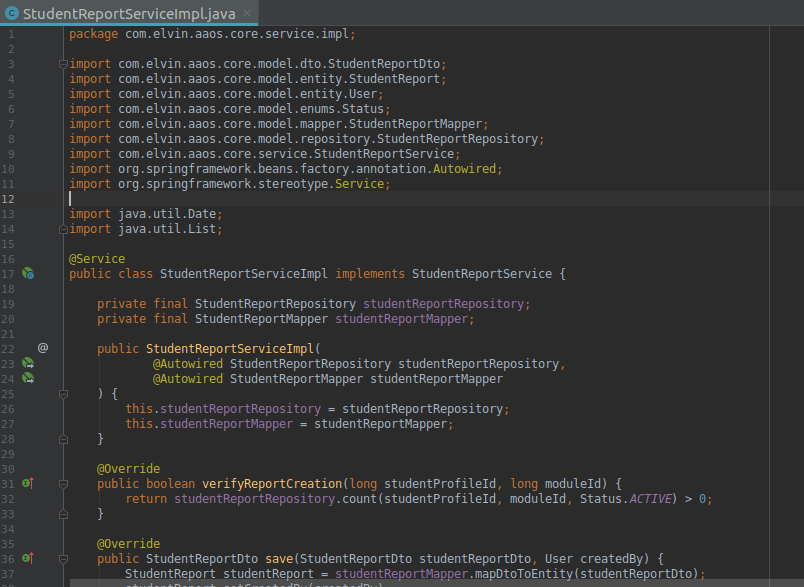 StudentReportServiceImpl.java
1 package com.elvin.aaos.core.service.impl;
2
3 import com.elvin.aaos.core.model.dto.StudentReportDto;
4 import com.elvin.aaos.core.model.entity.StudentReport;
5 import com.elvin.aaos.core.model.entity.User;
6 import com.elvin.aaos.core.model.enums.Status;
7 import com.elvin.aaos.core.model.mapper.StudentReportMapper;
8 import com.elvin.aaos.core.model.repository.StudentReportRepository;
9 import com.elvin.aaos.core.service.StudentReportService;
10 import org.springframework.beans.factory.annotation.Autowired;
11 import org.springframework.stereotype.Service;
12
13 import java.util.Date;
14 import java.util.List;
15
16 @Service
17 public class StudentReportServiceImpl implements StudentReportService {
18
19 private final StudentReportRepository studentReportRepository;
20 private final StudentReportMapper studentReportMapper;
21
22 @ public StudentReportServiceImpl(
23 @Autowired StudentReportRepository studentReportRepository,
24 @Autowired StudentReportMapper studentReportMapper
25 ) {
26 this.studentReportRepository = studentReportRepository;
27 this.studentReportMapper = studentReportMapper;
28 }
29
30 @Override
31 public boolean verifyReportCreation(long studentProfileId, long moduleId) {
32 return studentReportRepository.count(studentProfileId, moduleId, Status.ACTIVE) > 0;
33 }
34
35 @Override
36 public StudentReportDto save(StudentReportDto studentReportDto, User createdBy) {
37 StudentReport studentReport = studentReportMapper.mapDtoToEntity(studentReportDto);